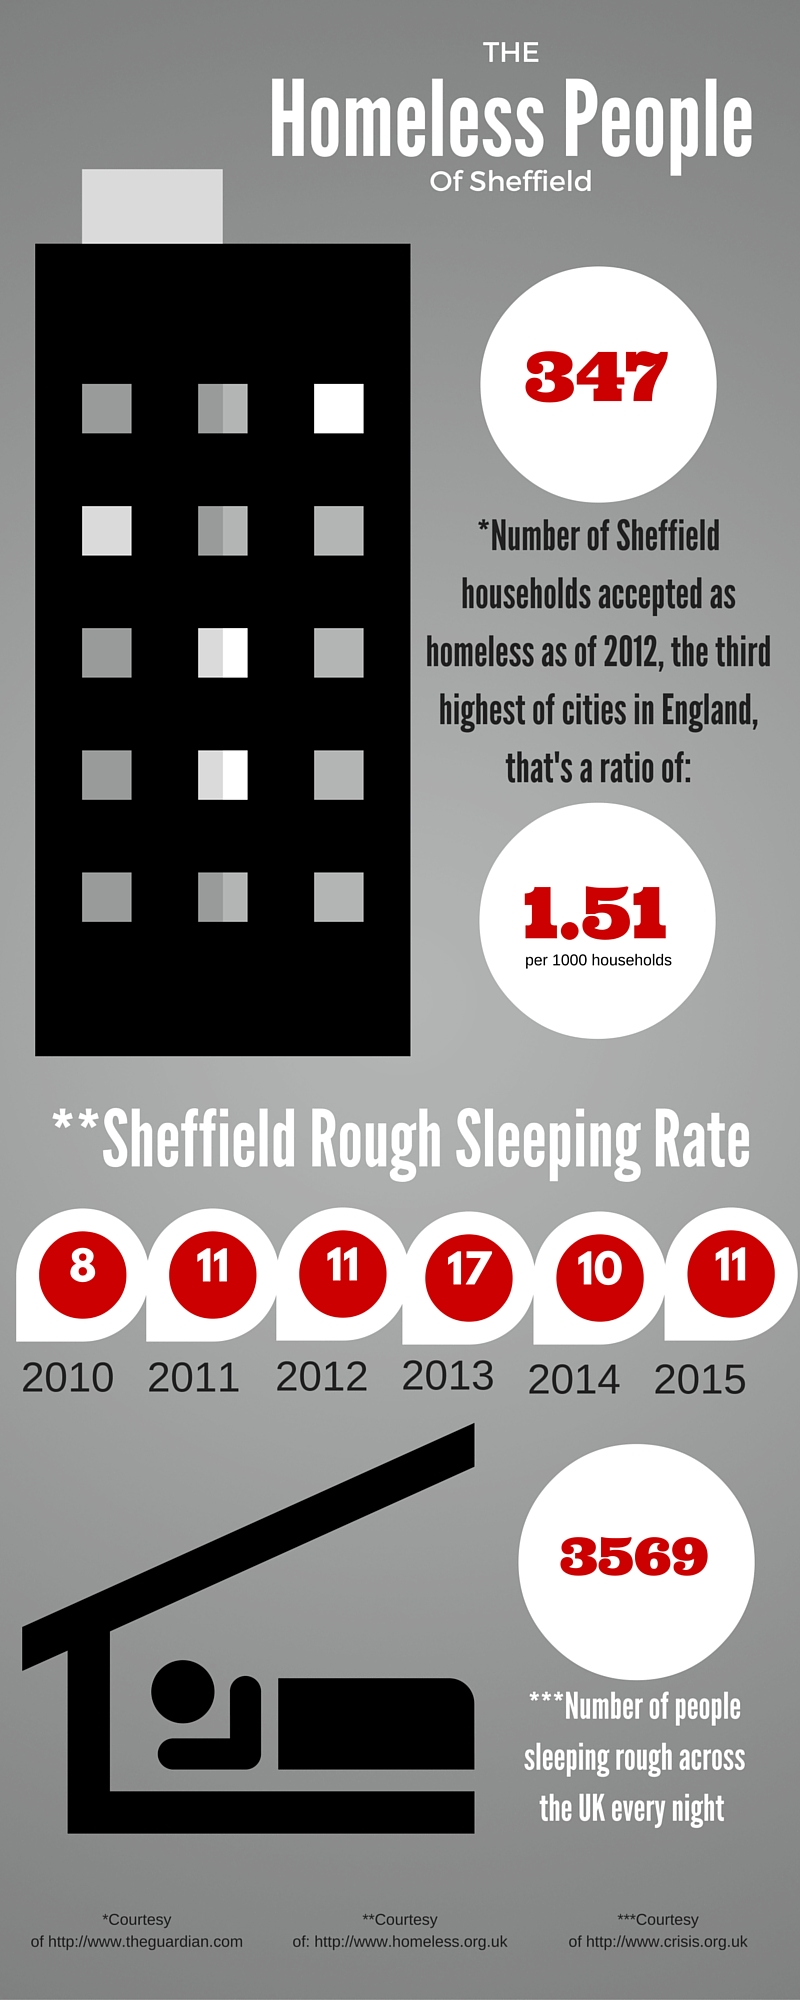 THE
Homeless People
Of Sheffield
347
*Number of Sheffield
households accepted as
homeless as of 2012, the third
highest of cities in England,
that's a ratio of:
1.51
per 1000 households
**Sheffield Rough Sleeping Rate
8 11 11 17 10 11
2010 2011 2012 2013 2014 2015
3569
***Number of people
sleeping rough across
the UK every night
*Courtesy
of http://www.theguardian.com
**Courtesy
of: http://www.homeless.org.uk
***Courtesy
of http://www.crisis.org.uk